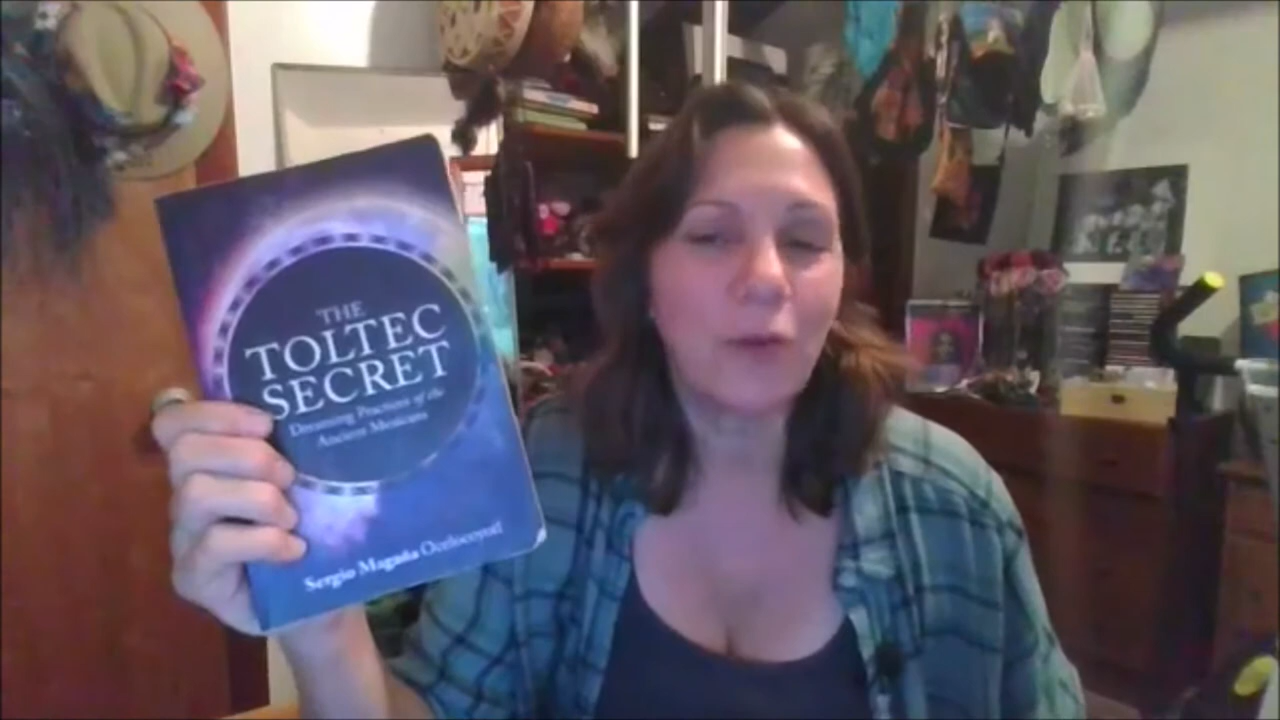 THE
TOLTEC
SECRET
Dreaming Practices of the
Ancient Mexicans
Sergio Magaña Ocelocoyotl